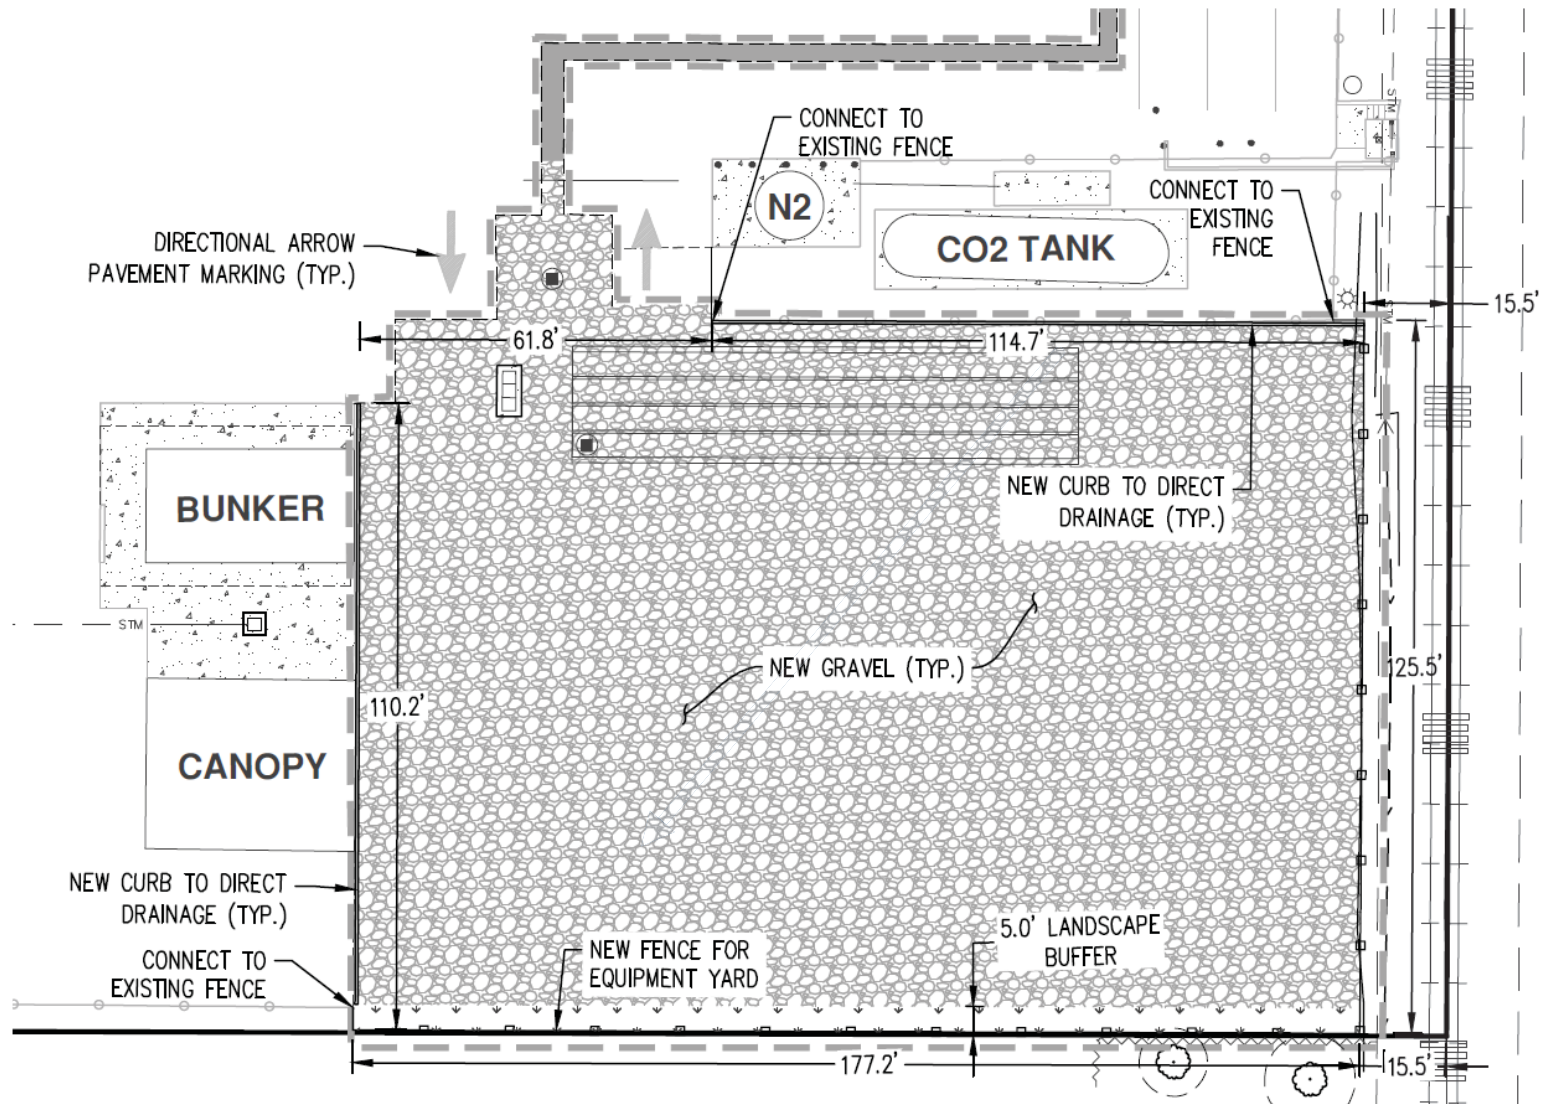 STM
CONNECT TO
EXISTING FENCE
CONNECT TO
EXISTING
FENCE
N2
CO2 TANK
DIRECTIONAL ARROW
PAVEMENT MARKING (TYP.)
15.5'
STM
61.8'
114.7'
NEW CURB TO DIRECT
DRAINAGE (TYP.)
BUNKER
STM
NEW GRAVEL (TYP.)
125.5'
110.2'
CANOPY
NEW CURB TO DIRECT
DRAINAGE (TYP.)
5.0' LANDSCAPE
BUFFER
NEW FENCE FOR
EQUIPMENT YARD
CONNECT TO
EXISTING FENCE
177.2'
15.5'